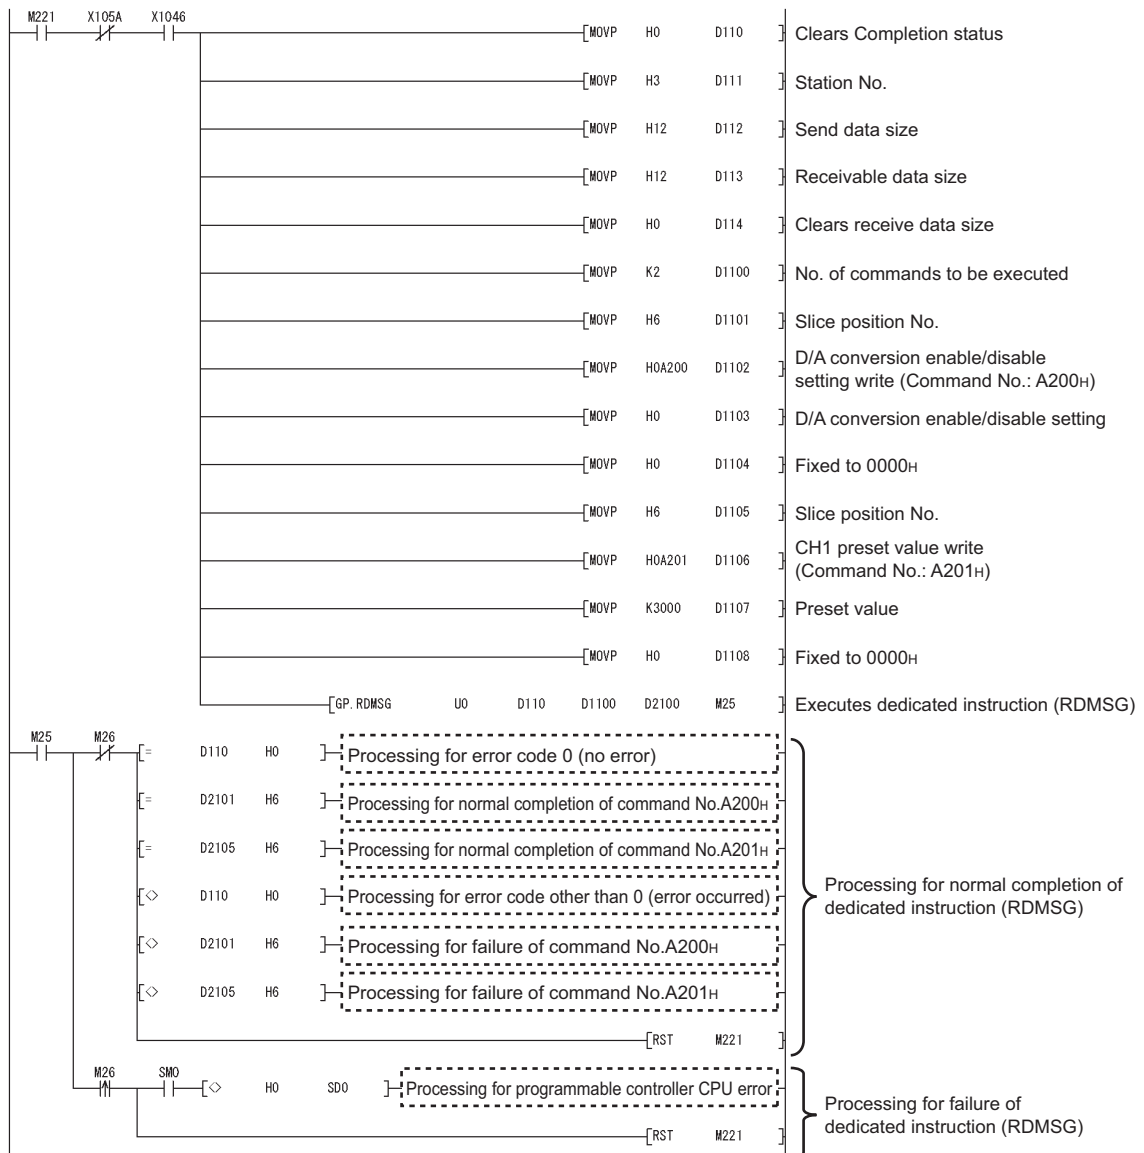 M221 X105A X1046
MOVP H0 D110 Clears Completion status
MOVP H3 D111 Station No.
MOVP H12 D112 Send data size
MOVP H12 D113 Receivable data size
MOVP H0 D114 Clears receive data size
MOVP K2 D1100 No. of commands to be executed
MOVP H6 D1101 Slice position No.
MOVP H0A200 D1102 D/A conversion enable/disable
setting write (Command No.: A200H)
MOVP H0 D1103 D/A conversion enable/disable setting
MOVP H0 D1104 Fixed to 0000H
MOVP H6 D1105 Slice position No.
MOVP H0A201 D1106 CH1 preset value write
(Command No.: A201H)
MOVP K3000 D1107 Preset value
MOVP H0 D1108 Fixed to 0000H
GP.RDMSG U0 D110 D1100 D2100 M25 Executes dedicated instruction (RDMSG)
M25 M26
= D110 H0 Processing for error code 0 (no error)
= D2101 H6 Processing for normal completion of command No.A200H
= D2105 H6 Processing for normal completion of command No.A201H
<> D110 H0 Processing for error code other than 0 (error occurred)
<> D2101 H6 Processing for failure of command No.A200H
<> D2105 H6 Processing for failure of command No.A201H
RST M221
Processing for normal completion of
dedicated instruction (RDMSG)
M26 SM0
<> H0 SD0 Processing for programmable controller CPU error
RST M221
Processing for failure of
dedicated instruction (RDMSG)